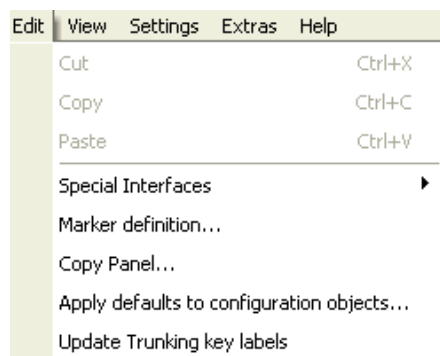 Edit View Settings Extras Help
Cut Ctrl+X
Copy Ctrl+C
Paste Ctrl+V
Special Interfaces
Marker definition...
Copy Panel...
Apply defaults to configuration objects...
Update Trunking key labels